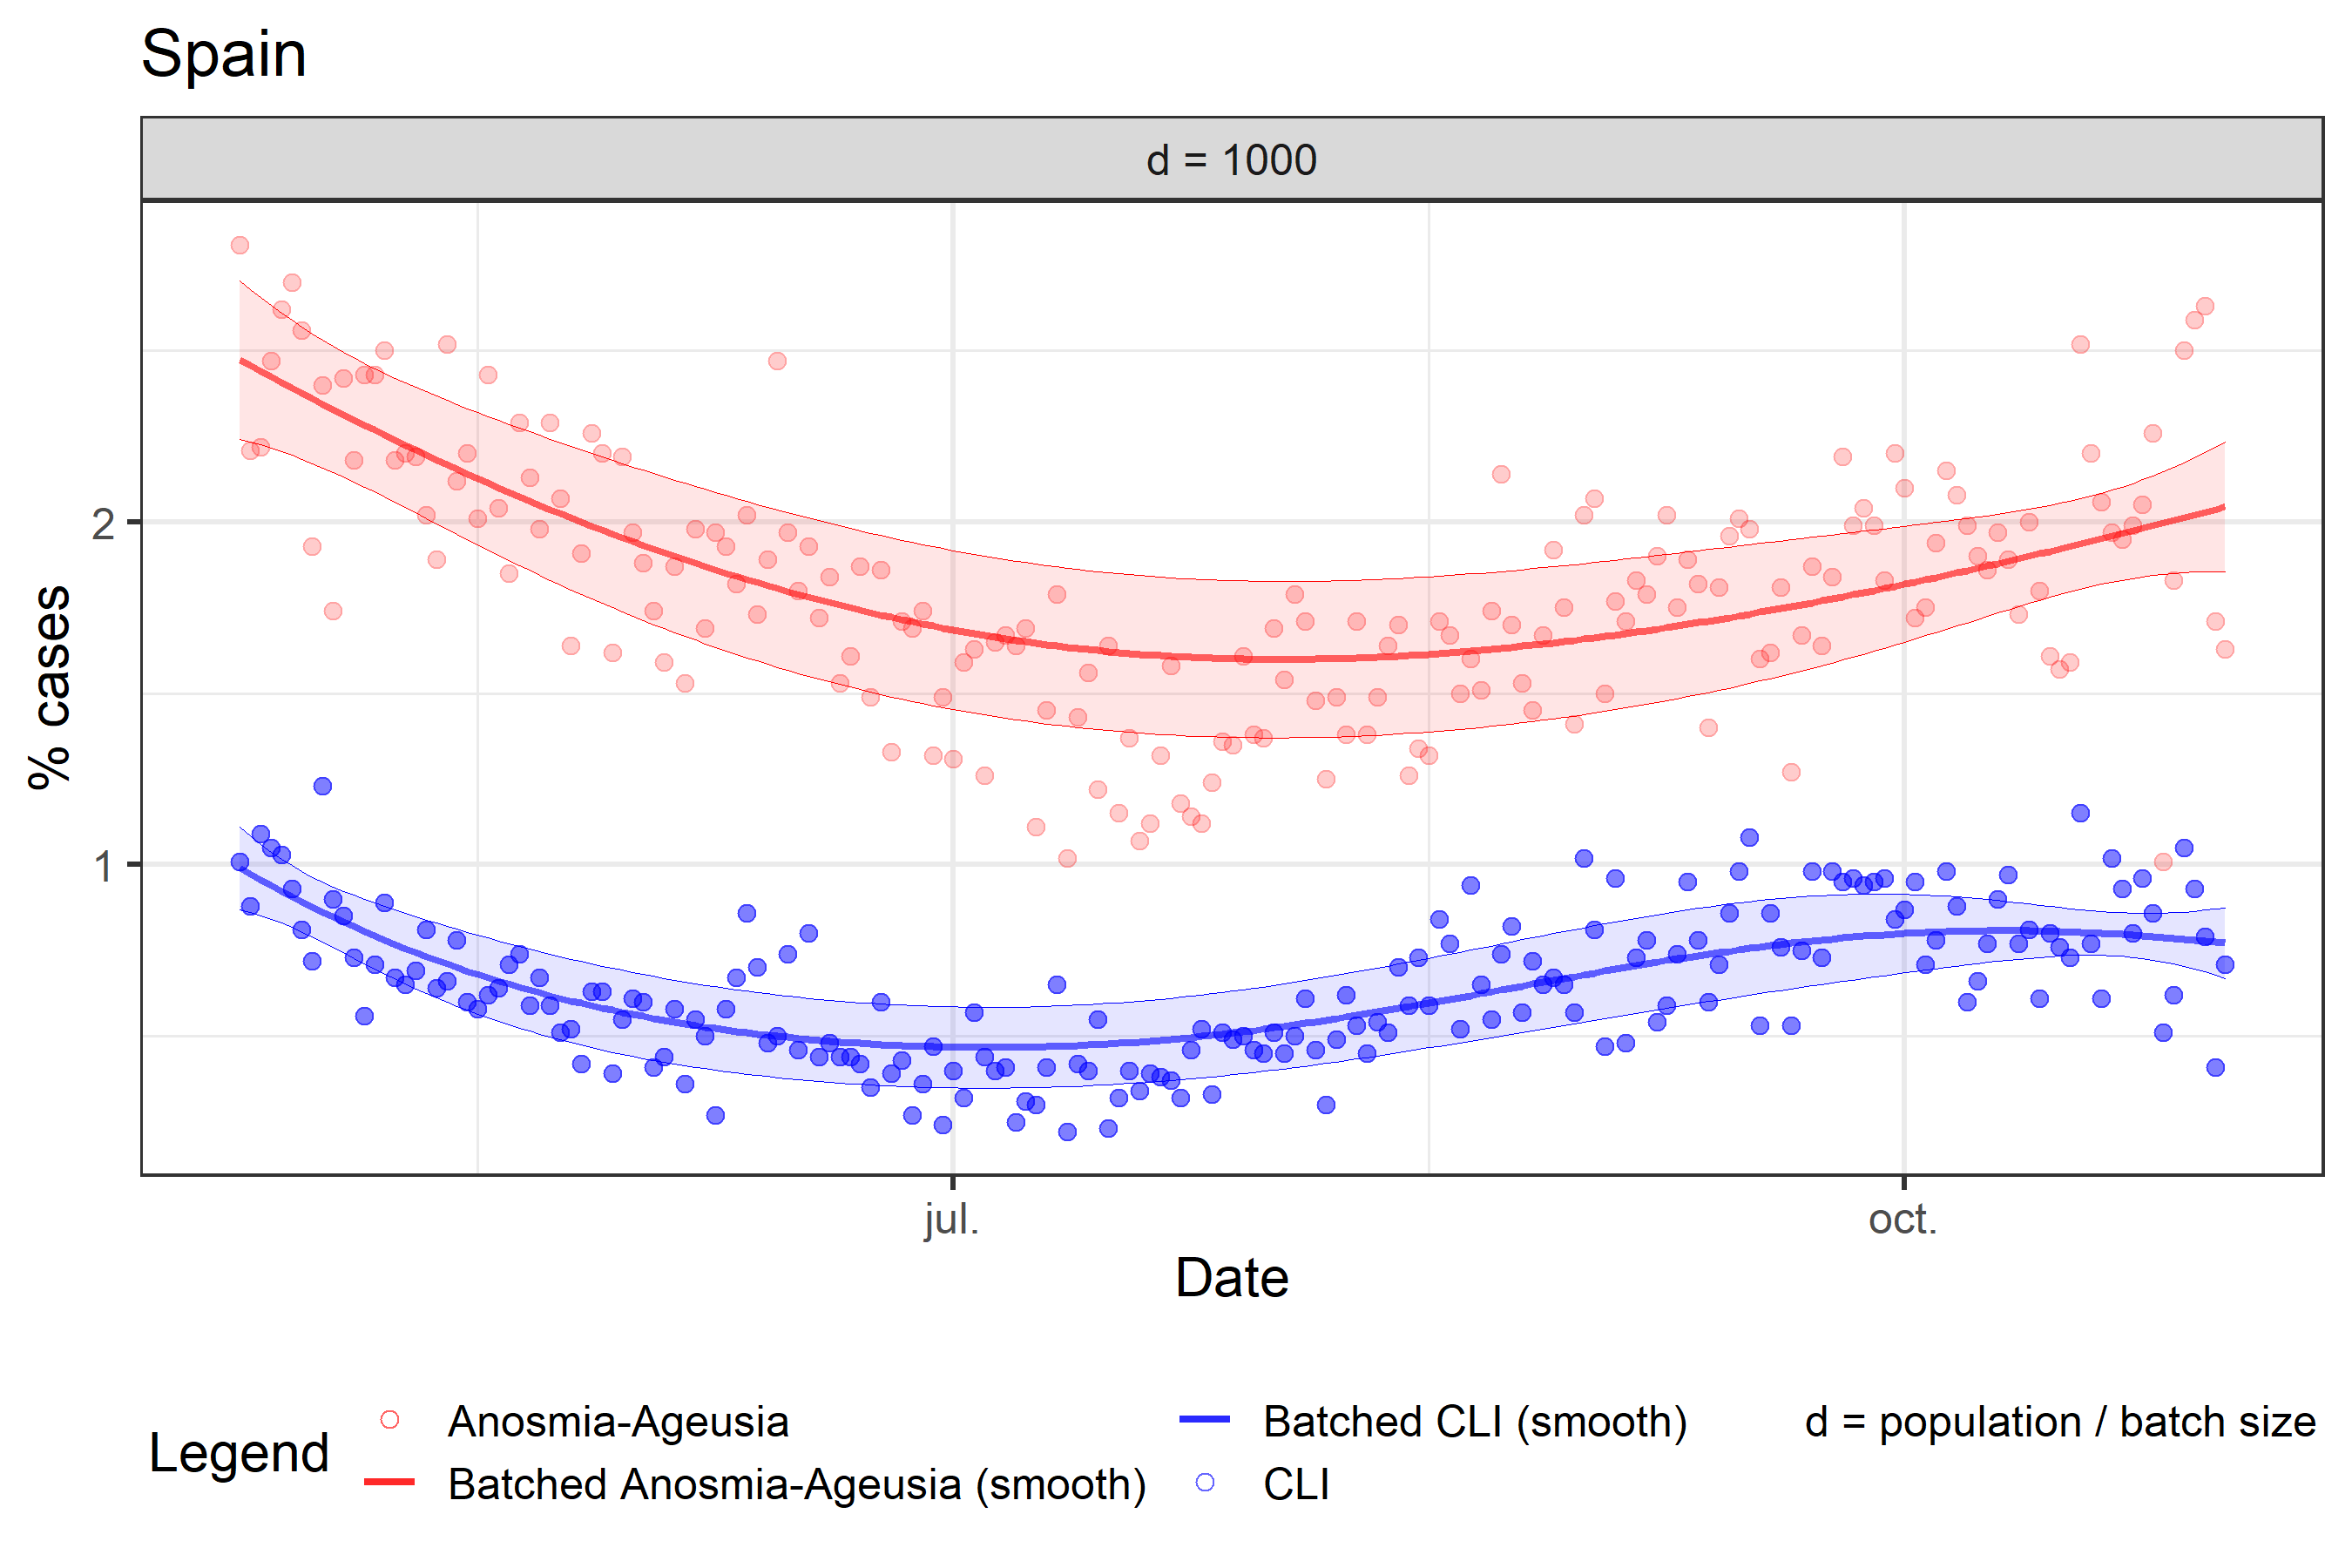 Spain
d = 1000
% cases
2
1
jul.
oct.
Date
Legend
Anosmia-Ageusia
Batched Anosmia-Ageusia (smooth)
Batched CLI (smooth)
CLI
d = population / batch size